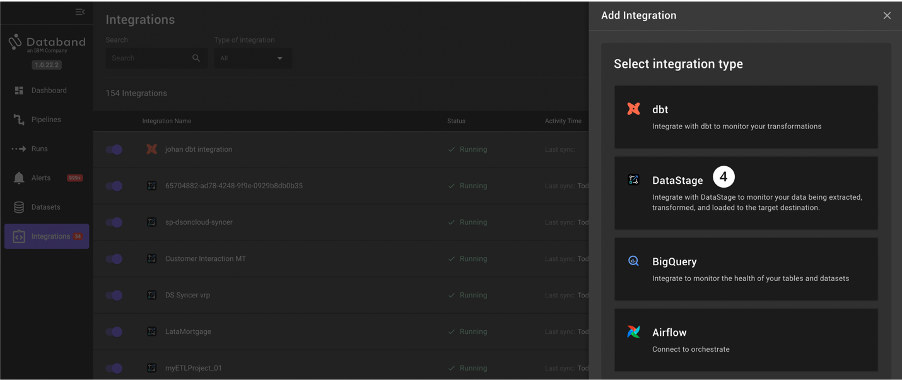 Databand
an IBM Company
1.0.22.2
Dashboard
Pipelines
Runs
Alerts
Datasets
Integrations
Integrations
Search
Type of integration
Search
All
154 Integrations
Integration Name
Status
Activity Time
johan dbt integration
Running
Last sync:
65704882-ad78-4248-9f9e-0929b8db0b35
Running
Last sync: Tod
sp-dsoncloud-syncer
Running
Last sync: Tod
Customer Interaction MT
Running
Last sync: Tod
DS Syncer vrp
Running
Last sync: Tod
LataMortgage
Running
Last sync: Tod
myETLProject_01
Running
Last sync: Tod
Add Integration
Select integration type
dbt
Integrate with dbt to monitor your transformations
DataStage
4
Integrate with DataStage to monitor your data being extracted,
transformed, and loaded to the target destination.
BigQuery
Integrate to monitor the health of your tables and datasets
Airflow
Connect to orchestrate